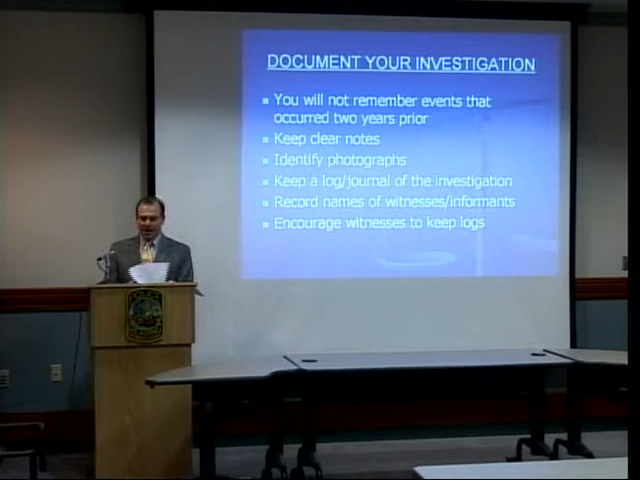 DOCUMENT YOUR INVESTIGATION
▪ You will not remember events that
occurred two years prior
▪ Keep clear notes
▪ Identify photographs
▪ Keep a log/journal of the investigation
▪ Record names of witnesses/informants
▪ Encourage witnesses to keep logs
POLICE